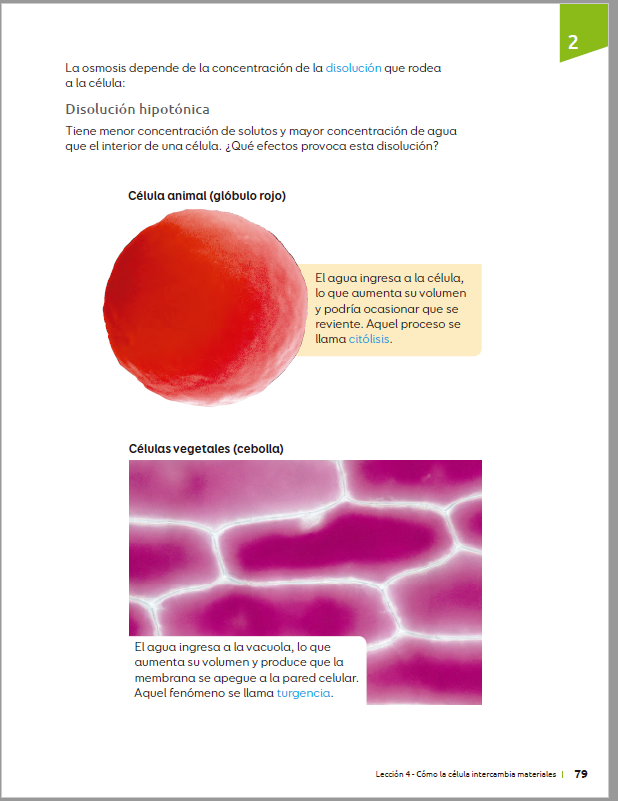 2
La osmosis depende de la concentración de la disolución que rodea
a la célula:
Disolución hipotónica
Tiene menor concentración de solutos y mayor concentración de agua
que el interior de una célula. ¿Qué efectos provoca esta disolución?
Célula animal (glóbulo rojo)
El agua ingresa a la célula,
lo que aumenta su volumen
y podría ocasionar que se
reviente. Aquel proceso se
llama citólisis.
Células vegetales (cebolla)
El agua ingresa a la vacuola, lo que
aumenta su volumen y produce que la
membrana se apegue a la pared celular.
Aquel fenómeno se llama turgencia.
Lección 4 - Cómo la célula intercambia materiales | 79